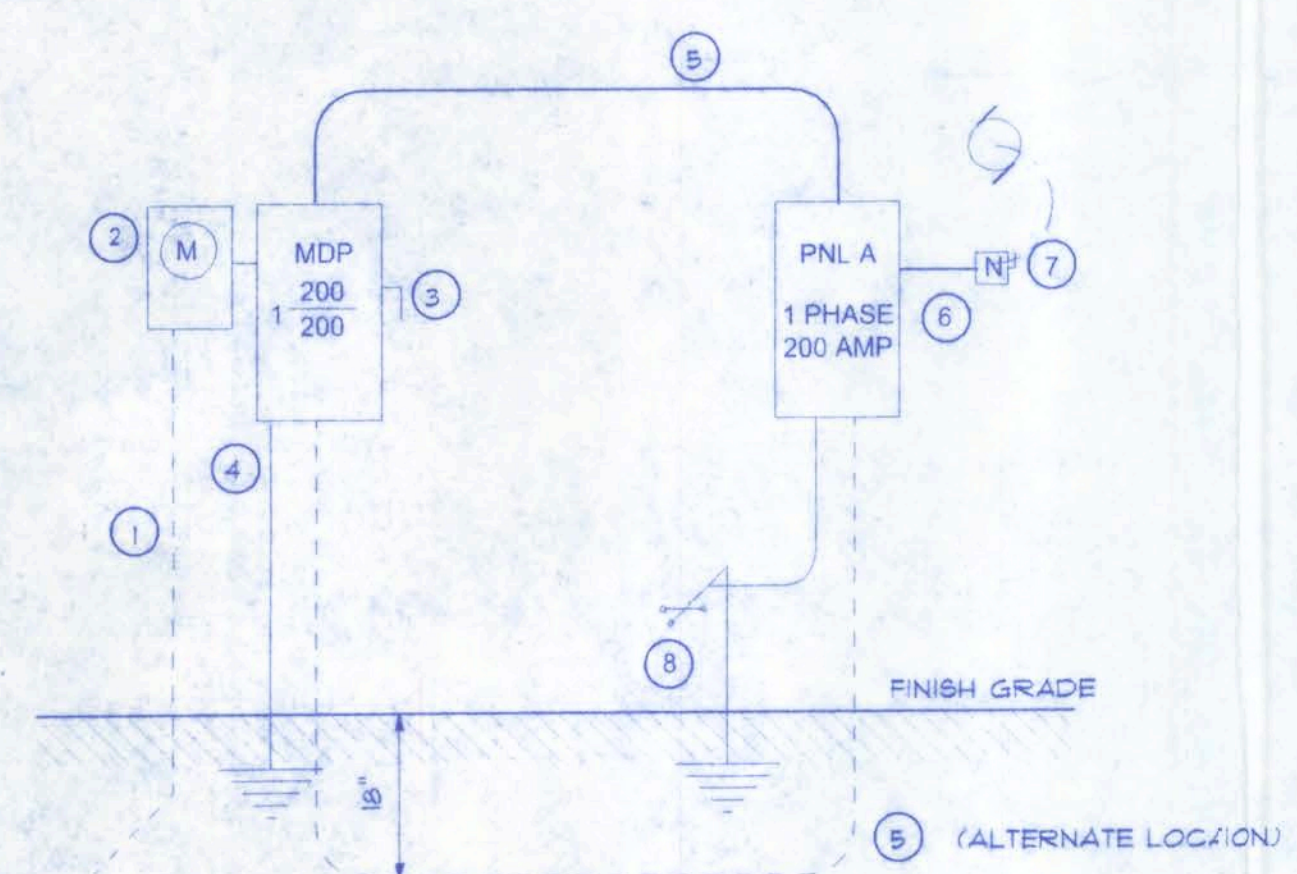 5
2
M
MDP
1 200
200
3
PNL A
1 PHASE
200 AMP
N
7
6
4
1
8
FINISH GRADE
18"
5 (ALTERNATE LOCATION)